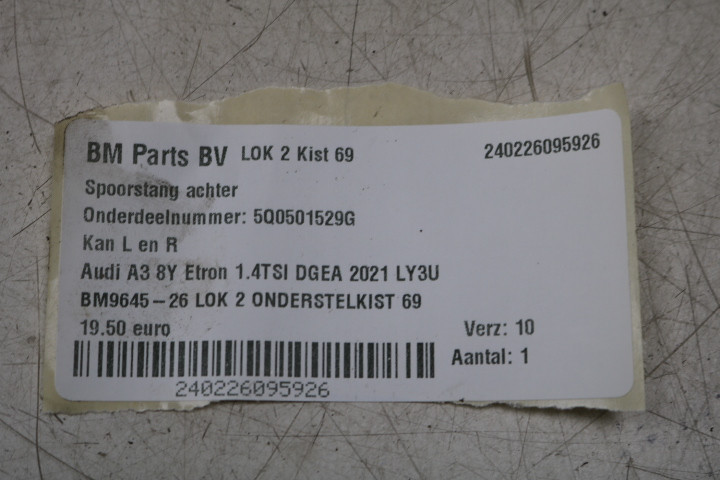 BM Parts BV LOK 2 Kist 69 240226095926
Spoorstang achter
Onderdeelnummer: 5Q0501529G
Kan L en R
Audi A3 8Y Etron 1.4TSI DGEA 2021 LY3U
BM9645-26 LOK 2 ONDERSTELKIST 69
19.50 euro Verz: 10
Aantal: 1
240226095926